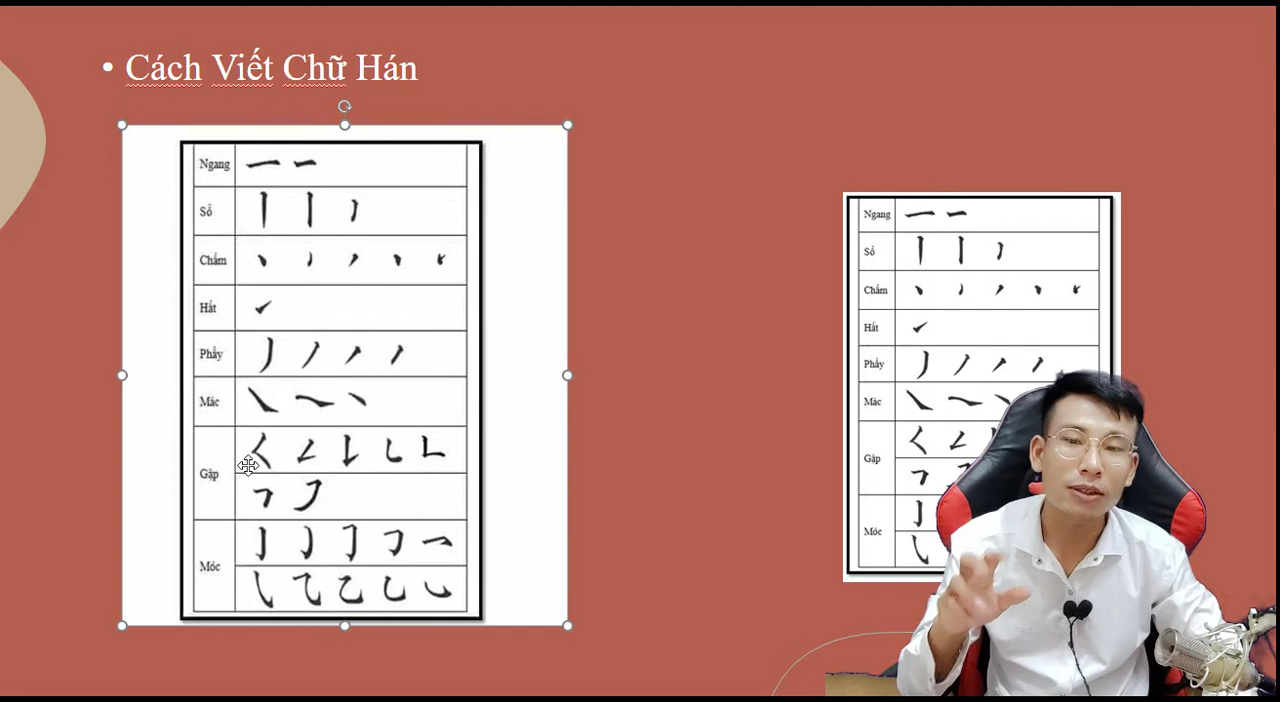 • Cách Viết Chữ Hán
Ngang
Sổ
Chấm
Hất
Phẩy
Mác
Gập
Móc
Ngang
Sổ
Chấm
Hất
Phẩy
Mác
Gập
Móc